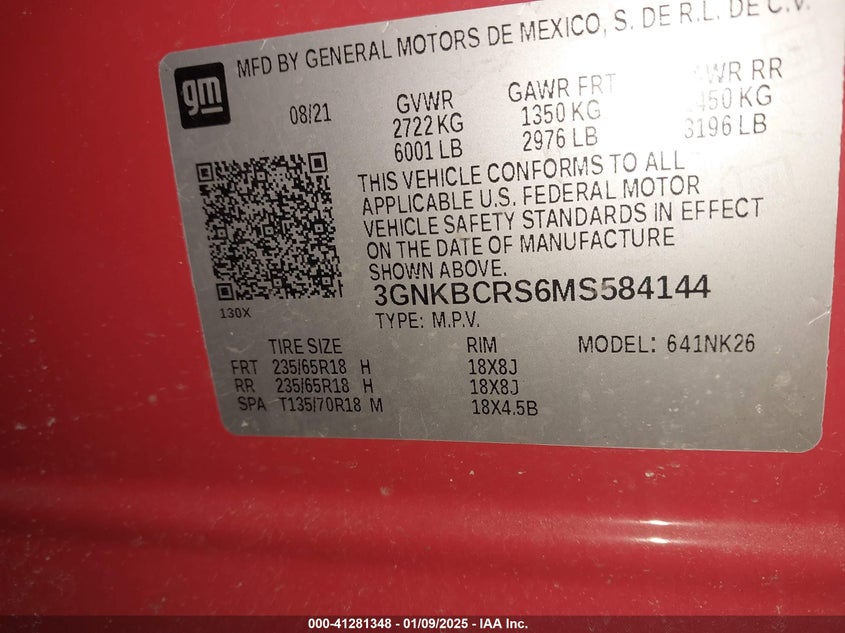 MFD BY GENERAL MOTORS DE MEXICO, S. DE R.L. DE C.V.
gm
08/21
GVWR
2722 KG
6001 LB
GAWR FRT
1350 KG
2976 LB
RR
KG
3196 LB
THIS VEHICLE CONFORMS TO ALL
APPLICABLE U.S. FEDERAL MOTOR
VEHICLE SAFETY STANDARDS IN EFFECT
ON THE DATE OF MANUFACTURE
SHOWN ABOVE.
130X
3GNKBCRS6MS584144
TYPE: M.P.V.
TIRE SIZE RIM MODEL: 641NK26
FRT 235/65R18 H 18X8J
RR 235/65R18 H 18X8J
SPA T135/70R18 M 18X4.5B
000-41281348 - 01/09/2025 - IAA Inc.